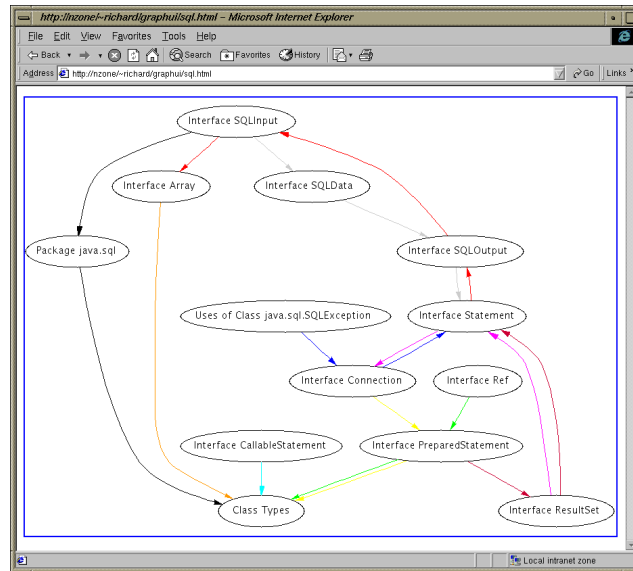 http://nzone/~richard/graphui/sql.html – Microsoft Internet Explorer
File Edit View Favorites Tools Help
Back Search Favorites History
Address http://nzone/~richard/graphui/sql.html Go Links
Interface SQLInput
Interface Array
Interface SQLData
Package java.sql
Interface SQLOutput
Uses of Class java.sql.SQLException
Interface Statement
Interface Connection
Interface Ref
Interface CallableStatement
Interface PreparedStatement
Class Types
Interface ResultSet
Local intranet zone